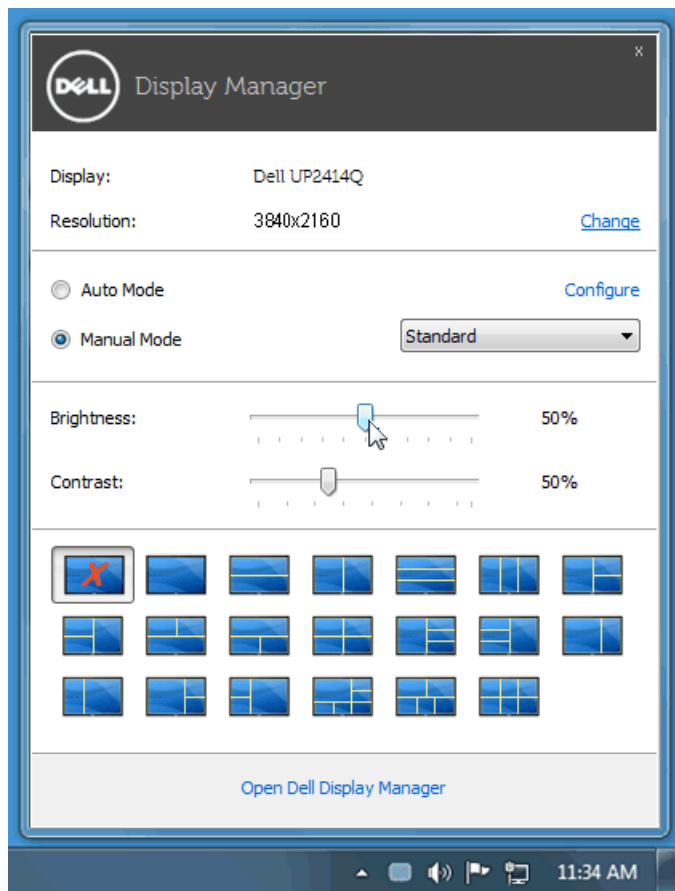 x
DELL Display Manager
Display: Dell UP2414Q
Resolution: 3840x2160 Change
Auto Mode Configure
Manual Mode Standard
Brightness: 50%
Contrast: 50%
Open Dell Display Manager
11:34 AM